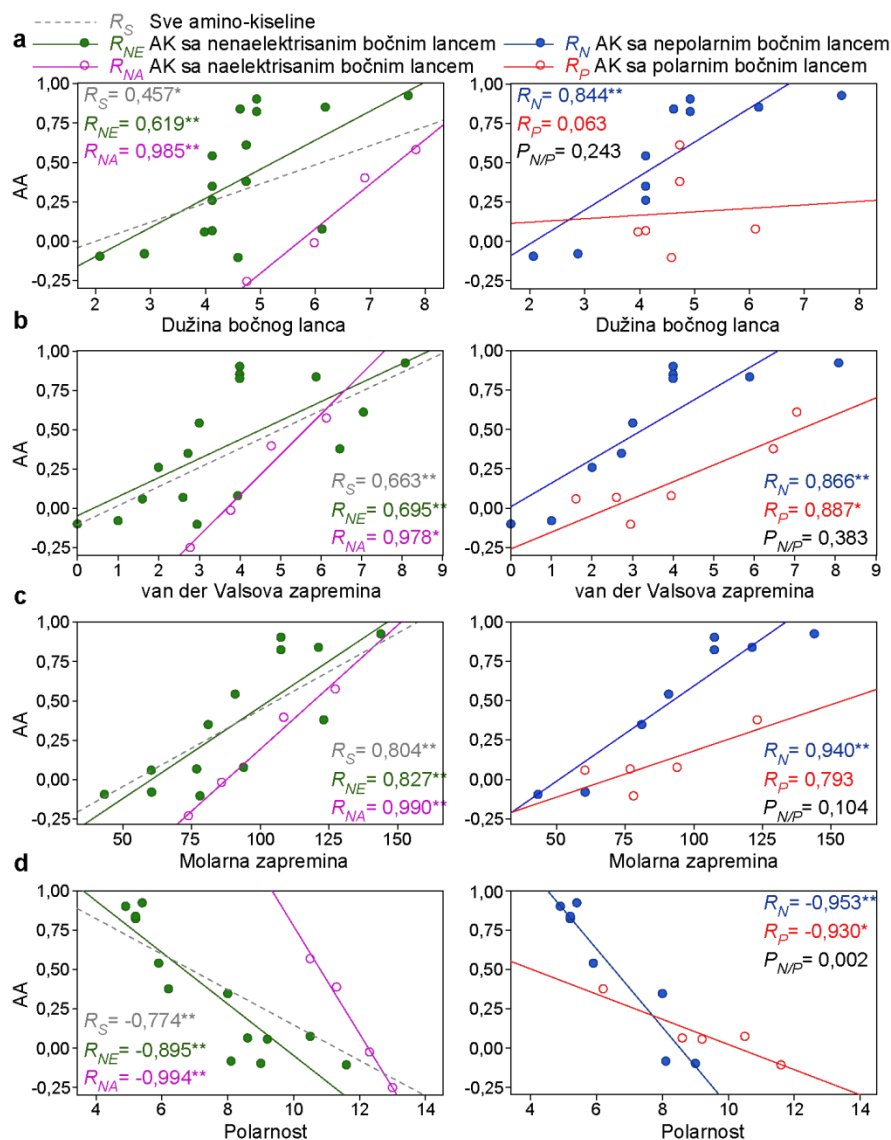 R_S Sve amino-kiseline
a R_NE AK sa nenaelektrisanim bočnim lancem R_N AK sa nepolarnim bočnim lancem
R_NA AK sa naelektrisanim bočnim lancem R_P AK sa polarnim bočnim lancem
1,00 0,75 0,50 0,25 0,00 -0,25
AA
R_S = 0,457*
R_NE = 0,619**
R_NA = 0,985**
2 3 4 5 6 7 8
Dužina bočnog lanca
1,00 0,75 0,50 0,25 0,00 -0,25
AA
R_N = 0,844**
R_P = 0,063
P_N/P = 0,243
2 3 4 5 6 7 8
Dužina bočnog lanca
b
1,00 0,75 0,50 0,25 0,00 -0,25
AA
R_S = 0,663**
R_NE = 0,695**
R_NA = 0,978*
0 1 2 3 4 5 6 7 8 9
van der Valsova zapremina
1,00 0,75 0,50 0,25 0,00 -0,25
R_N = 0,866**
R_P = 0,887*
P_N/P = 0,383
0 1 2 3 4 5 6 7 8 9
van der Valsova zapremina
c
1,00 0,75 0,50 0,25 0,00 -0,25
AA
R_S = 0,804**
R_NE = 0,827**
R_NA = 0,990**
50 75 100 125 150
Molarna zapremina
1,00 0,75 0,50 0,25 0,00 -0,25
R_N = 0,940**
R_P = 0,793
P_N/P = 0,104
50 75 100 125 150
Molarna zapremina
d
1,00 0,75 0,50 0,25 0,00 -0,25
AA
R_S = -0,774**
R_NE = -0,895**
R_NA = -0,994**
4 6 8 10 12 14
Polarnost
1,00 0,75 0,50 0,25 0,00 -0,25
R_N = -0,953**
R_P = -0,930*
P_N/P = 0,002
4 6 8 10 12 14
Polarnost